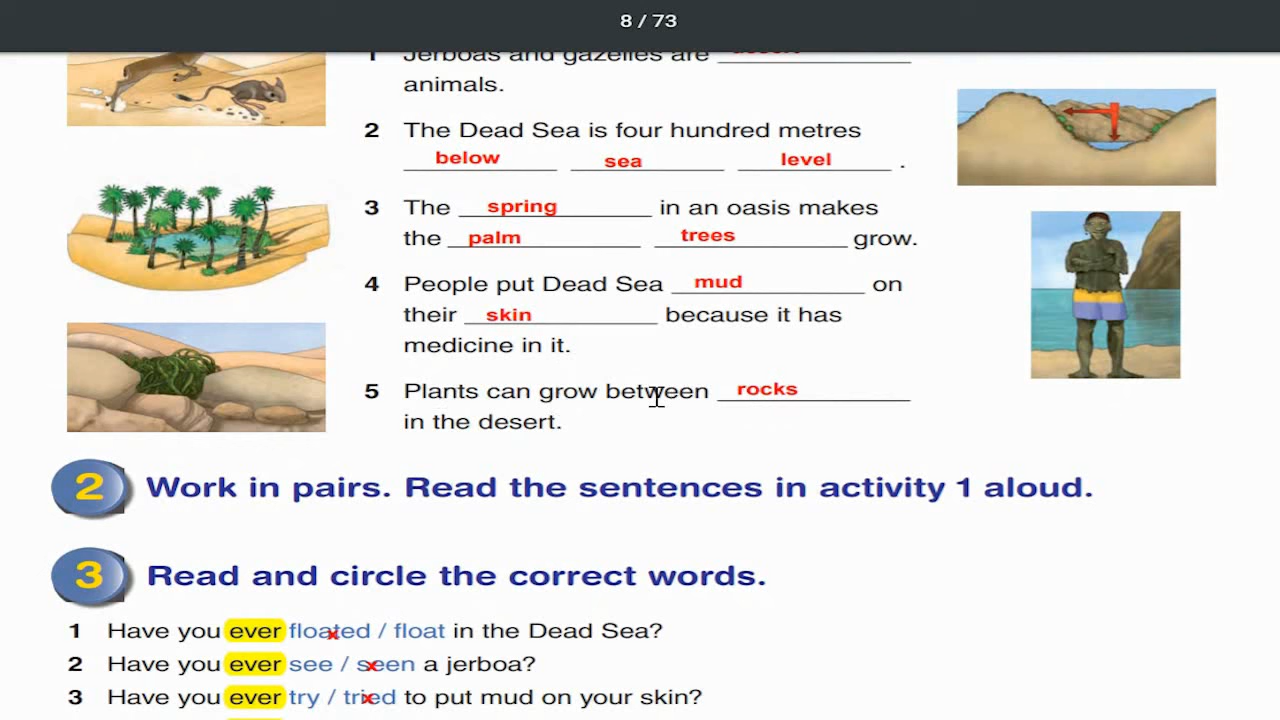 8 / 73
1 Jerboas and gazelles are desert
animals.
2 The Dead Sea is four hundred metres
below sea level .
3 The spring in an oasis makes
the palm trees grow.
4 People put Dead Sea mud on
their skin because it has
medicine in it.
5 Plants can grow between rocks
in the desert.
2 Work in pairs. Read the sentences in activity 1 aloud.
3 Read and circle the correct words.
1 Have you ever floated / float in the Dead Sea?
2 Have you ever see / seen a jerboa?
3 Have you ever try / tried to put mud on your skin?